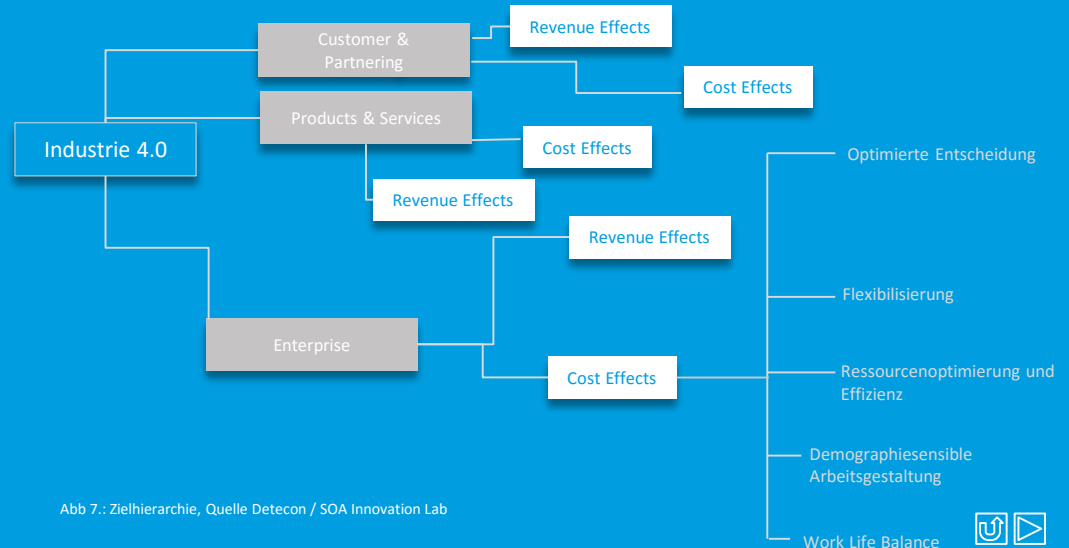 Revenue Effects
Customer &
Partnering
Cost Effects
Products & Services
Industrie 4.0
Cost Effects
Optimierte Entscheidung
Revenue Effects
Revenue Effects
Flexibilisierung
Enterprise
Cost Effects
Ressourcenoptimierung und
Effizienz
Demographiesensible
Arbeitsgestaltung
Abb 7.: Zielhierarchie, Quelle Detecon / SOA Innovation Lab
Work Life Balance